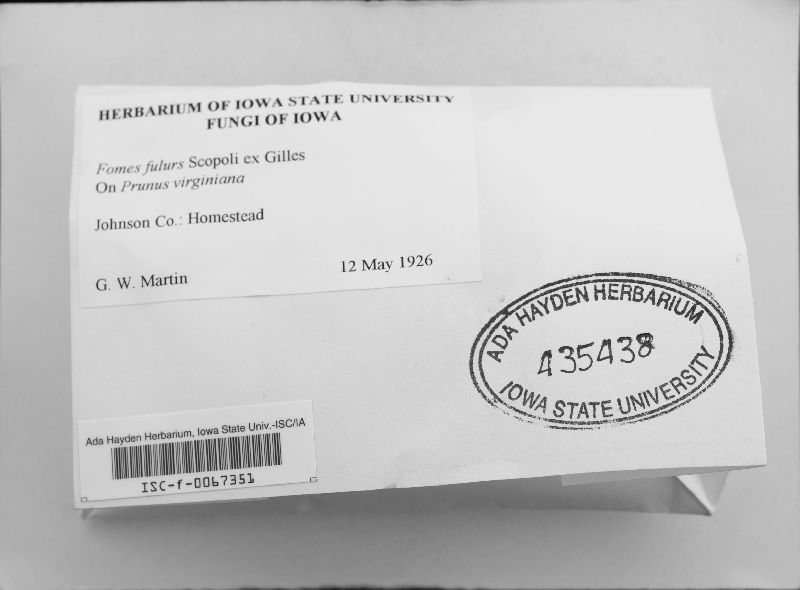 HERBARIUM OF IOWA STATE UNIVERSITY
FUNGI OF IOWA
Fomes fulurs Scopoli ex Gilles
On Prunus virginiana
Johnson Co.: Homestead
G. W. Martin
12 May 1926
ADA HAYDEN HERBARIUM
435438
IOWA STATE UNIVERSITY
Ada Hayden Herbarium, Iowa State Univ.-ISC/IA
ISC-f-0067351